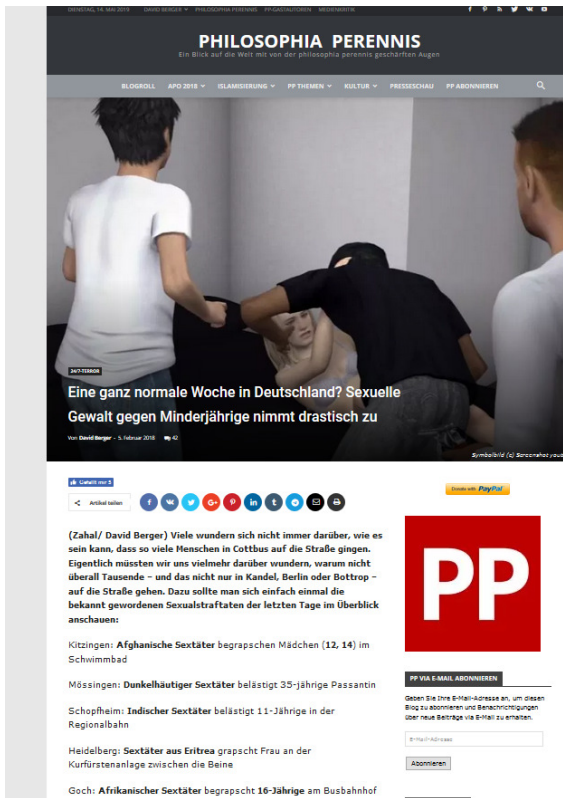 DIENSTAG, 14. MAI 2019 DAVID BERGER PHILOSOPHIA PERENNIS PP-GASTAUTOREN MEDIENKRITIK
PHILOSOPHIA PERENNIS
Ein Blick auf die Welt mit von der philosophia perennis geschärften Augen
BLOGROLL APO 2018 ISLAMISIERUNG PP THEMEN KULTUR PRESSESCHAU PP ABONNIEREN
24/7-TERROR
Eine ganz normale Woche in Deutschland? Sexuelle
Gewalt gegen Minderjährige nimmt drastisch zu
Von David Berger - 5. Februar 2018 42
Symbolbild (c) Screenshot yout
Gefällt mir 5
Artikel teilen
(Zahal/ David Berger) Viele wundern sich nicht immer darüber, wie es
sein kann, dass so viele Menschen in Cottbus auf die Straße gingen.
Eigentlich müssten wir uns vielmehr darüber wundern, warum nicht
überall Tausende – und das nicht nur in Kandel, Berlin oder Bottrop –
auf die Straße gehen. Dazu sollte man sich einfach einmal die
bekannt gewordenen Sexualstraftaten der letzten Tage im Überblick
anschauen:
Kitzingen: Afghanische Sextäter begrapschen Mädchen (12, 14) im
Schwimmbad
Mössingen: Dunkelhäutiger Sextäter belästigt 35-jährige Passantin
Schopfheim: Indischer Sextäter belästigt 11-Jährige in der
Regionalbahn
Heidelberg: Sextäter aus Eritrea grapscht Frau an der
Kurfürstenanlage zwischen die Beine
Goch: Afrikanischer Sextäter begrapscht 16-Jährige am Busbahnhof
Donate with PayPal
PP
PP VIA E-MAIL ABONNIEREN
Geben Sie Ihre E-Mail-Adresse an, um diesen
Blog zu abonnieren und Benachrichtigungen
über neue Beiträge via E-Mail zu erhalten.
E-Mail-Adresse
Abonnieren